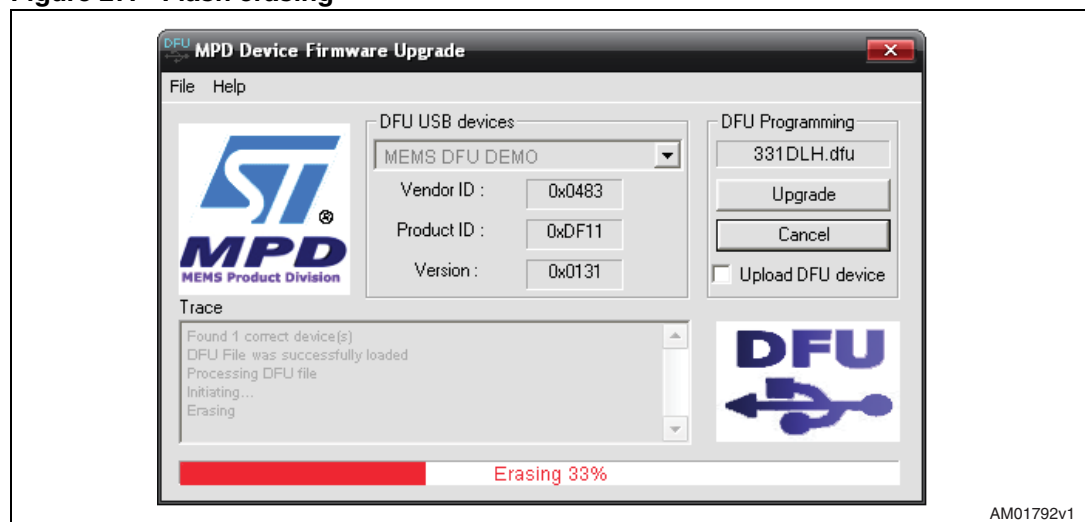 Figure 27. Flash erasing
DFU MPD Device Firmware Upgrade
File Help
DFU USB devices
MEMS DFU DEMO
Vendor ID : 0x0483
Product ID : 0xDF11
Version : 0x0131
DFU Programming
331DLH.dfu
Upgrade
Cancel
Upload DFU device
ST®
MPD
MEMS Product Division
Trace
Found 1 correct device(s)
DFU File was successfully loaded
Processing DFU file
Initiating...
Erasing
DFU
Erasing 33%
AM01792v1